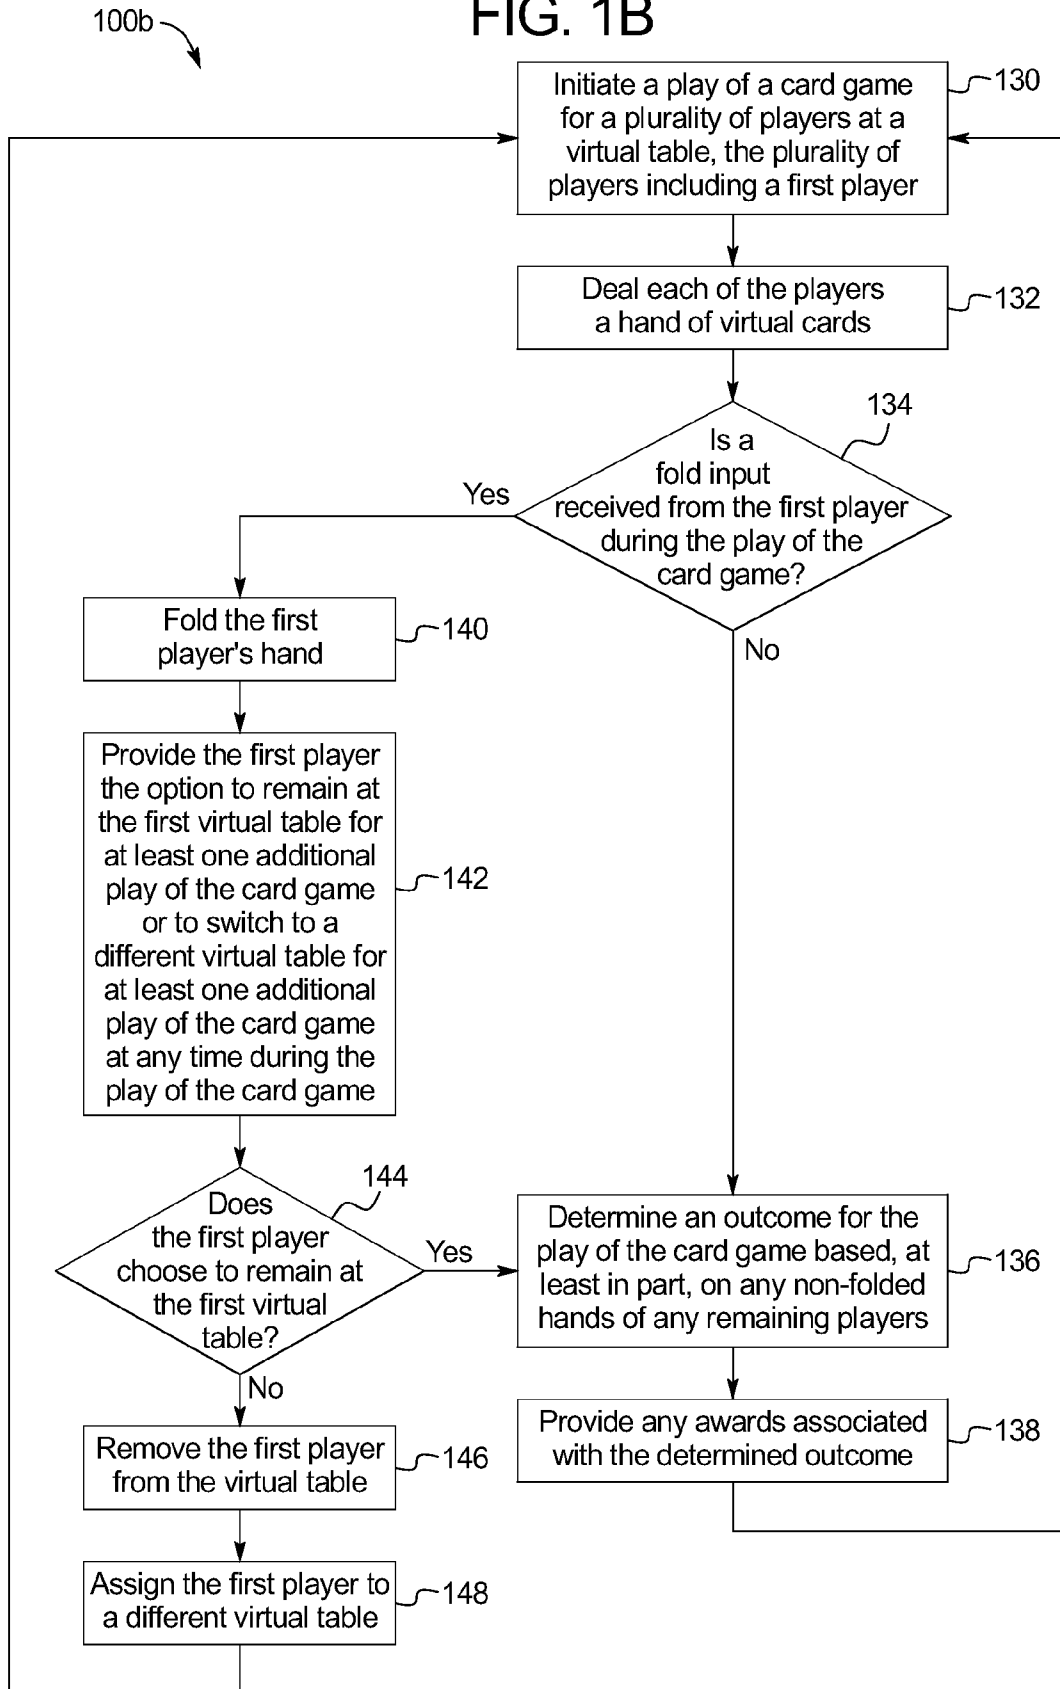 FIG. 1B
100b
Initiate a play of a card game
for a plurality of players at a
virtual table, the plurality of
players including a first player
130
Deal each of the players
a hand of virtual cards
132
134
Is a
fold input
received from the first player
during the play of the
card game?
Yes
No
Fold the first
player's hand
140
Provide the first player
the option to remain at
the first virtual table for
at least one additional
play of the card game
or to switch to a
different virtual table for
at least one additional
play of the card game
at any time during the
play of the card game
142
144
Does
the first player
choose to remain at
the first virtual
table?
Yes
No
Determine an outcome for the
play of the card game based, at
least in part, on any non-folded
hands of any remaining players
136
Provide any awards associated
with the determined outcome
138
Remove the first player
from the virtual table
146
Assign the first player to
a different virtual table
148